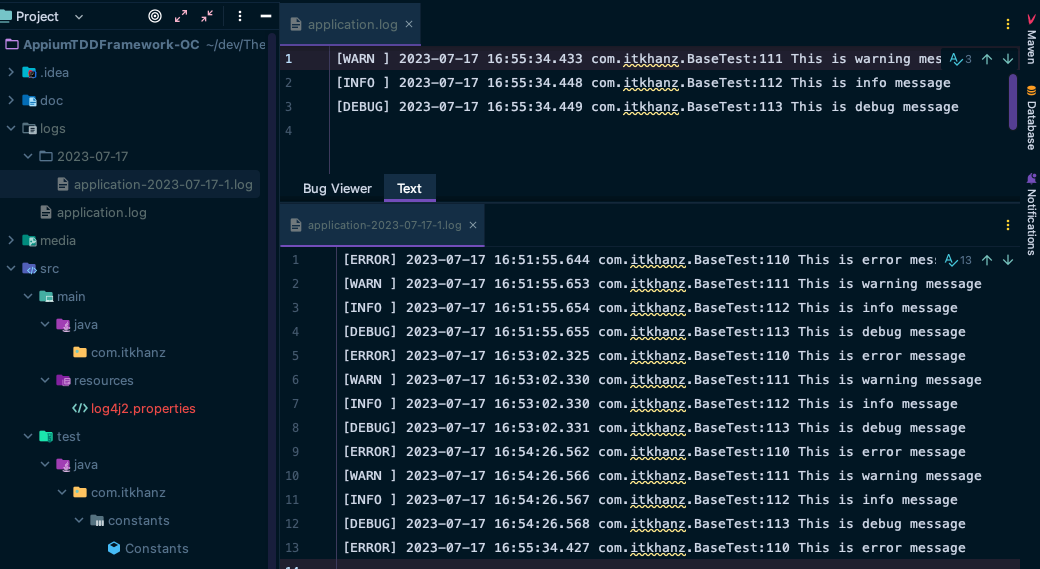 Project
AppiumTDDFramework-OC ~/dev/The
.idea
doc
logs
2023-07-17
application-2023-07-17-1.log
application.log
media
src
main
java
com.itkhanz
resources
log4j2.properties
test
java
com.itkhanz
constants
Constants
application.log
1 [WARN ] 2023-07-17 16:55:34.433 com.itkhanz.BaseTest:111 This is warning mes 3
2 [INFO ] 2023-07-17 16:55:34.448 com.itkhanz.BaseTest:112 This is info message
3 [DEBUG] 2023-07-17 16:55:34.449 com.itkhanz.BaseTest:113 This is debug message
4
Bug Viewer Text
application-2023-07-17-1.log
1 [ERROR] 2023-07-17 16:51:55.644 com.itkhanz.BaseTest:110 This is error mes: 13
2 [WARN ] 2023-07-17 16:51:55.653 com.itkhanz.BaseTest:111 This is warning message
3 [INFO ] 2023-07-17 16:51:55.654 com.itkhanz.BaseTest:112 This is info message
4 [DEBUG] 2023-07-17 16:51:55.655 com.itkhanz.BaseTest:113 This is debug message
5 [ERROR] 2023-07-17 16:53:02.325 com.itkhanz.BaseTest:110 This is error message
6 [WARN ] 2023-07-17 16:53:02.330 com.itkhanz.BaseTest:111 This is warning message
7 [INFO ] 2023-07-17 16:53:02.330 com.itkhanz.BaseTest:112 This is info message
8 [DEBUG] 2023-07-17 16:53:02.331 com.itkhanz.BaseTest:113 This is debug message
9 [ERROR] 2023-07-17 16:54:26.562 com.itkhanz.BaseTest:110 This is error message
10 [WARN ] 2023-07-17 16:54:26.566 com.itkhanz.BaseTest:111 This is warning message
11 [INFO ] 2023-07-17 16:54:26.567 com.itkhanz.BaseTest:112 This is info message
12 [DEBUG] 2023-07-17 16:54:26.568 com.itkhanz.BaseTest:113 This is debug message
13 [ERROR] 2023-07-17 16:55:34.427 com.itkhanz.BaseTest:110 This is error message
14
Maven
Database
Notifications